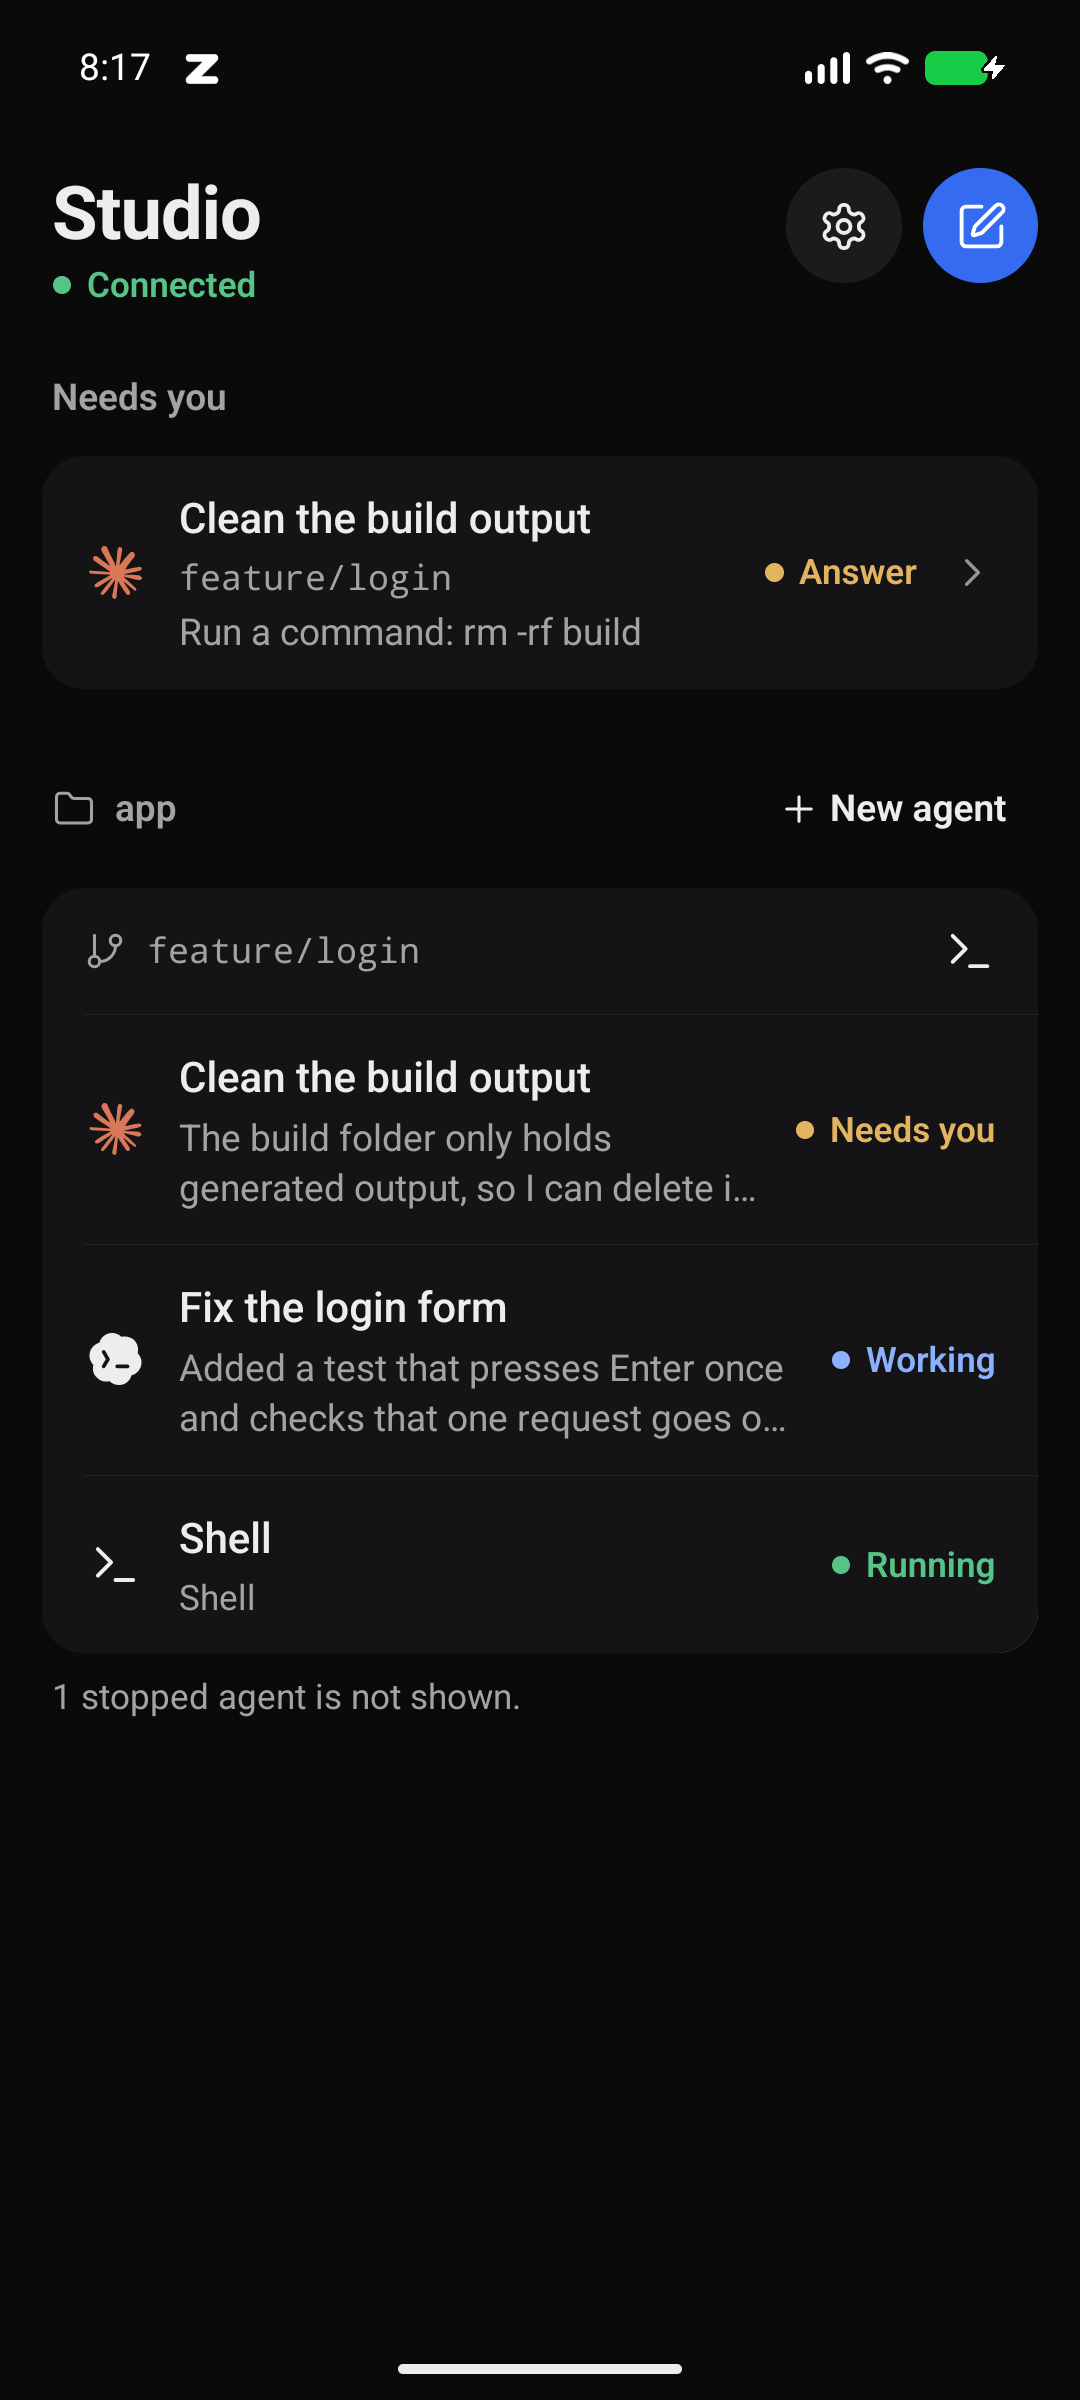 8:17
Studio
Connected
Needs you
Clean the build output
feature/login
Run a command: rm -rf build
Answer
app
New agent
feature/login
Clean the build output
The build folder only holds
generated output, so I can delete i…
Needs you
Fix the login form
Added a test that presses Enter once
and checks that one request goes o…
Working
Shell
Shell
Running
1 stopped agent is not shown.